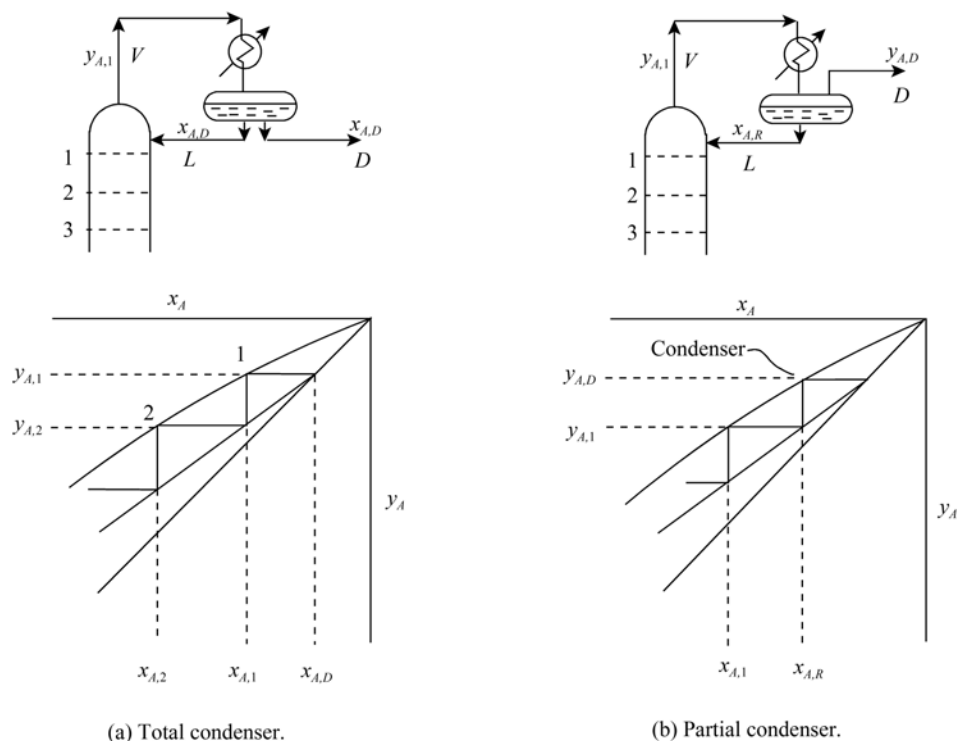 y_{A,1} V
x_{A,D} x_{A,D}
L D
1
2
3
y_{A,1} V
y_{A,D}
D
x_{A,R}
L
1
2
3
x_A
y_{A,1} 1
y_{A,2} 2
y_A
x_{A,2} x_{A,1} x_{A,D}
(a) Total condenser.
x_A
Condenser
y_{A,D}
y_{A,1}
y_A
x_{A,1} x_{A,R}
(b) Partial condenser.